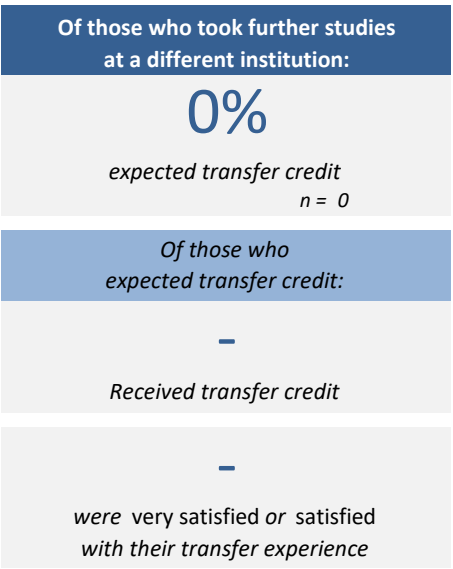 Of those who took further studies
at a different institution:
0%
expected transfer credit
n = 0
Of those who
expected transfer credit:
-
Received transfer credit
-
were very satisfied or satisfied
with their transfer experience